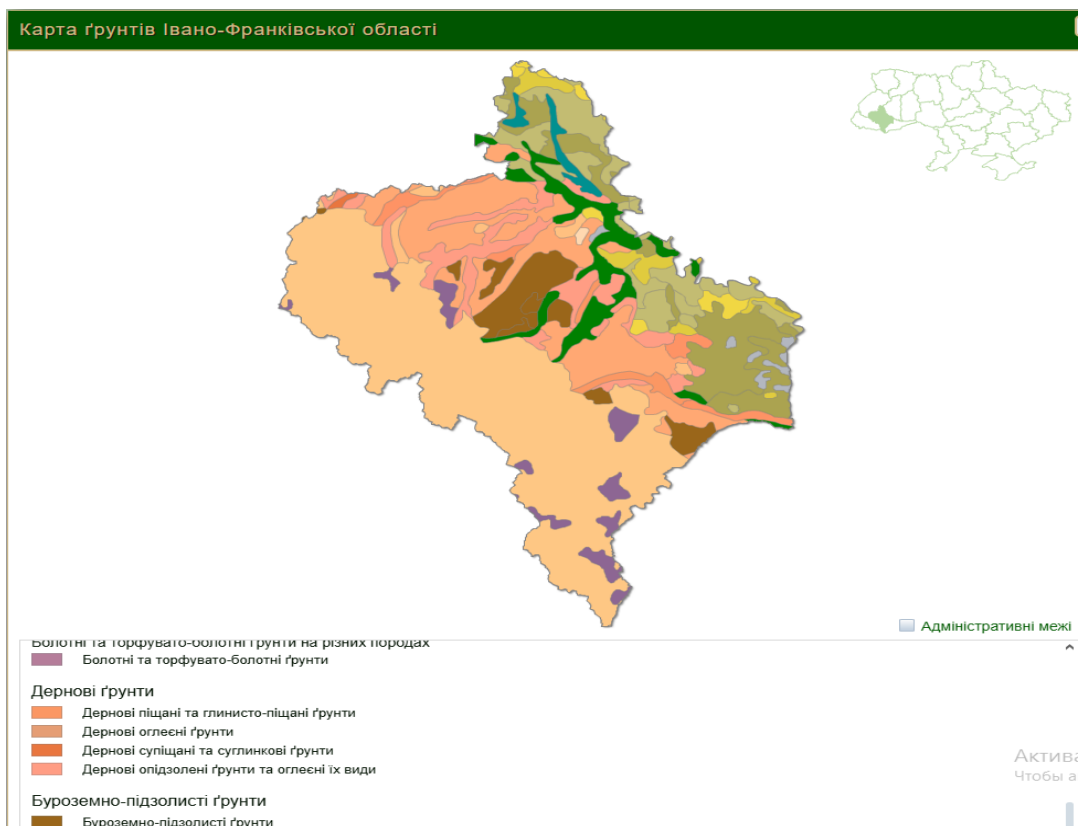 Карта ґрунтів Івано-Франківської області
Адміністративні межі
Болотні та торфувато-болотні ґрунти на різних породах
Болотні та торфувато-болотні ґрунти
Дернові ґрунти
Дернові піщані та глинисто-піщані ґрунти
Дернові оглеєні ґрунти
Дернові супіщані та суглинкові ґрунти
Дернові опідзолені ґрунти та оглеєні їх види
Актива
Чтобы а
Буроземно-підзолисті ґрунти
Буроземно-підзолисті ґрунти